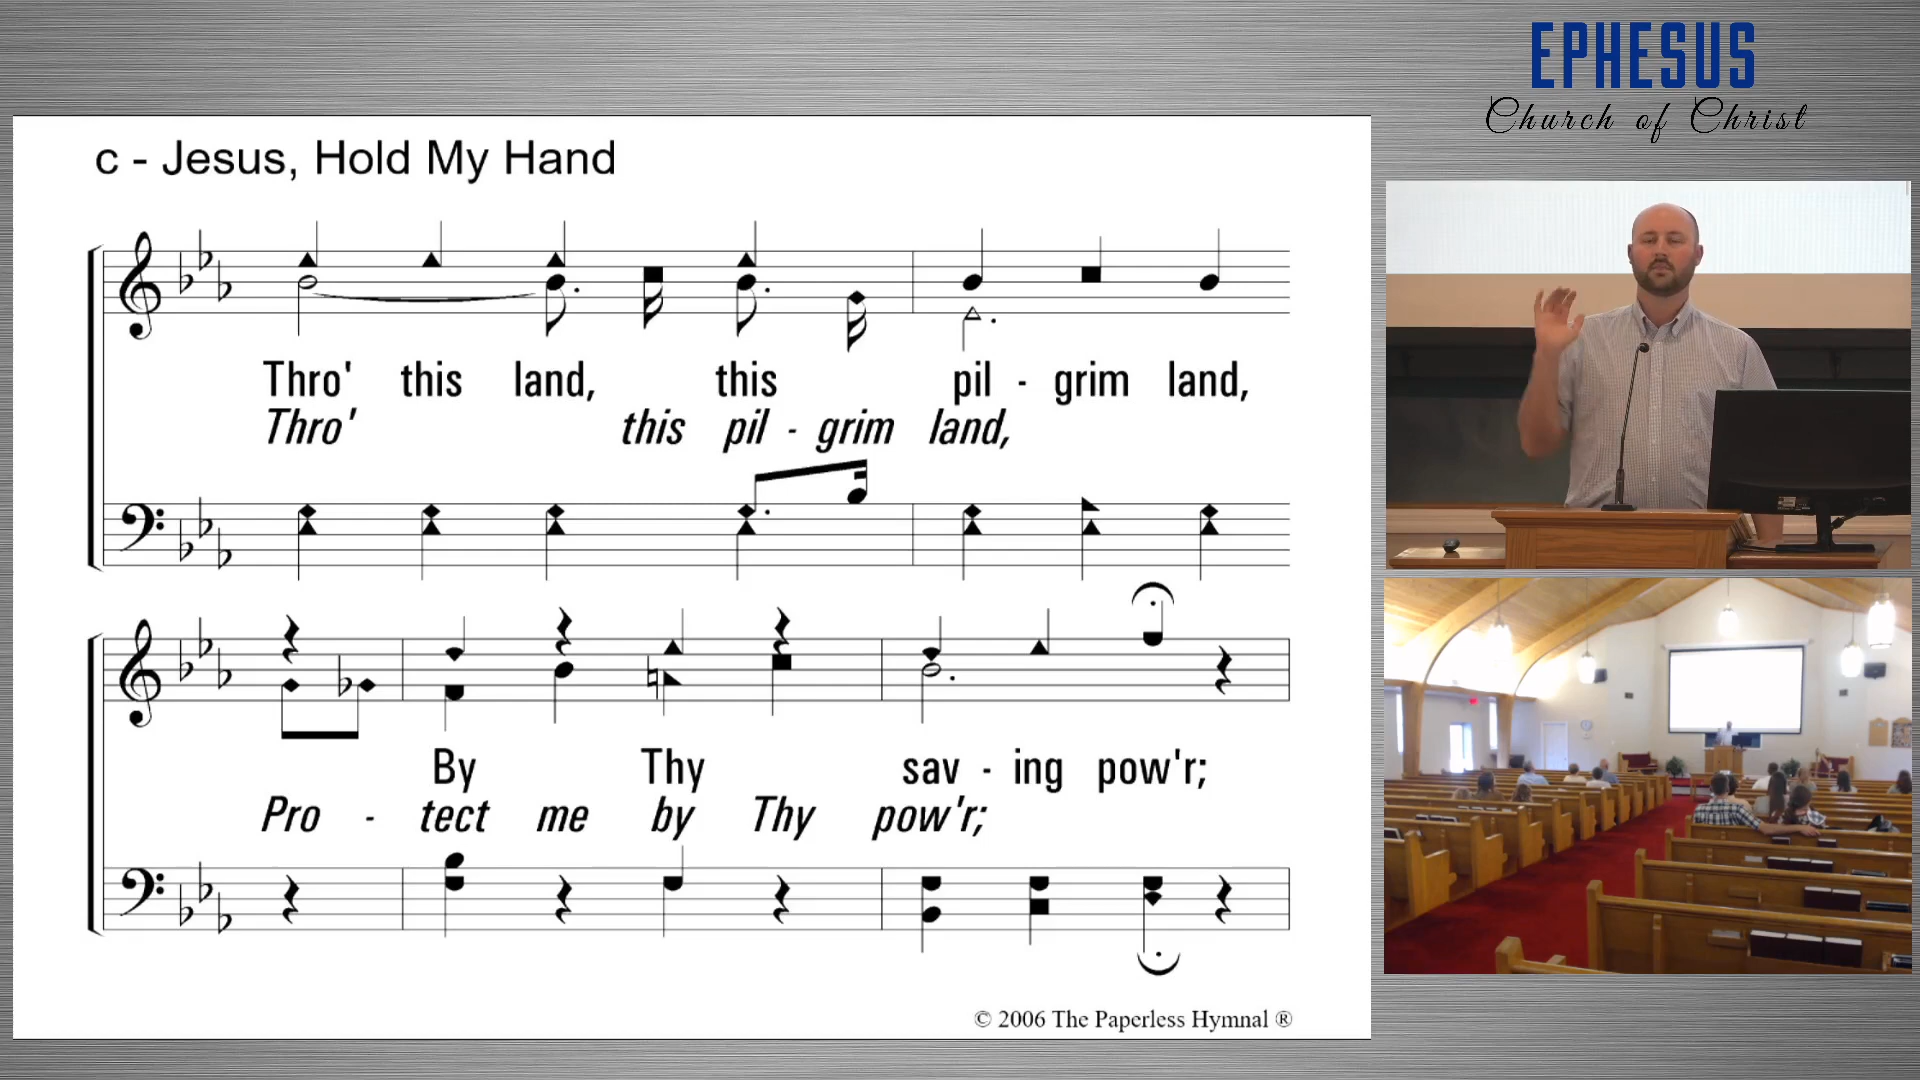 EPHESUS
Church of Christ
c - Jesus, Hold My Hand
Thro' this land, this pil - grim land,
Thro' this pil - grim land,
By Thy sav - ing pow'r;
Pro - tect me by Thy pow'r;
© 2006 The Paperless Hymnal ®